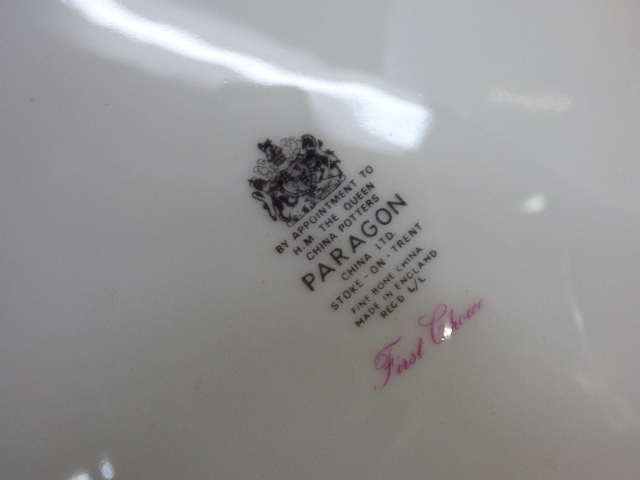 BY APPOINTMENT TO
H.M. THE QUEEN
CHINA POTTERS
PARAGON
CHINA LTD.
STOKE-ON-TRENT
FINE BONE CHINA
MADE IN ENGLAND
REGD L/L
First Choice